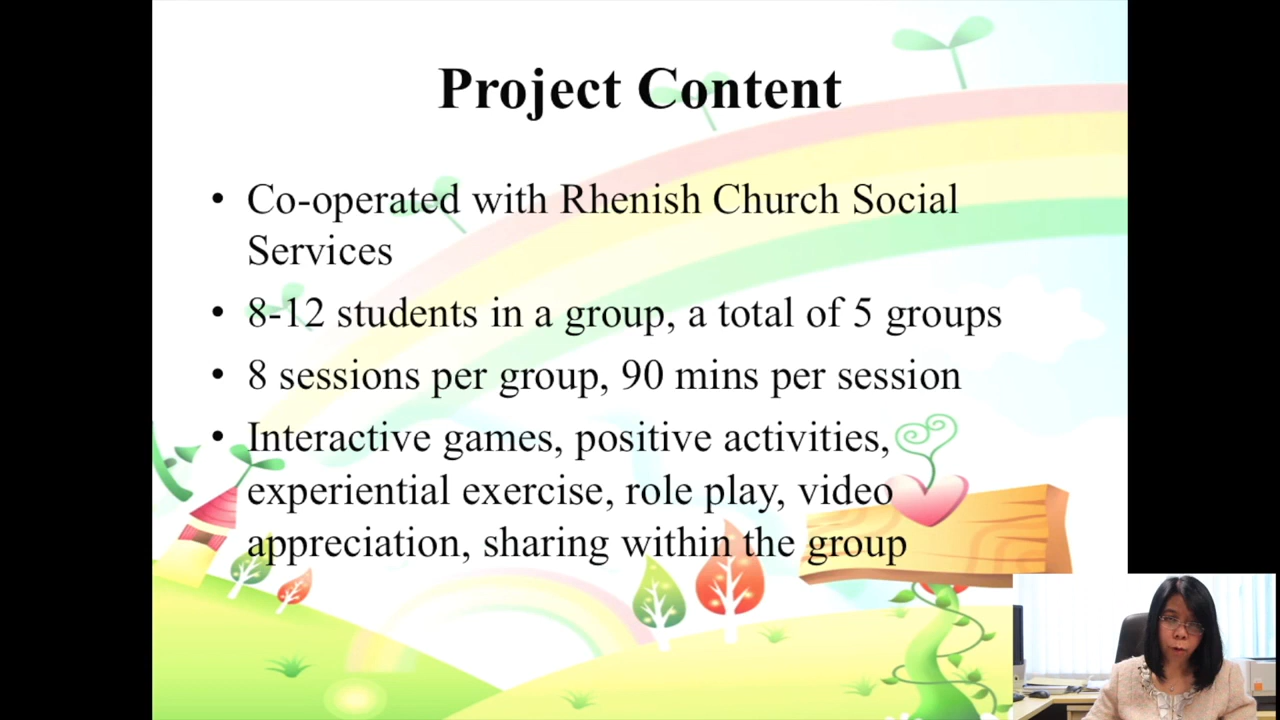 Project Content
• Co-operated with Rhenish Church Social
Services
• 8-12 students in a group, a total of 5 groups
• 8 sessions per group, 90 mins per session
• Interactive games, positive activities,
experiential exercise, role play, video
appreciation, sharing within the group